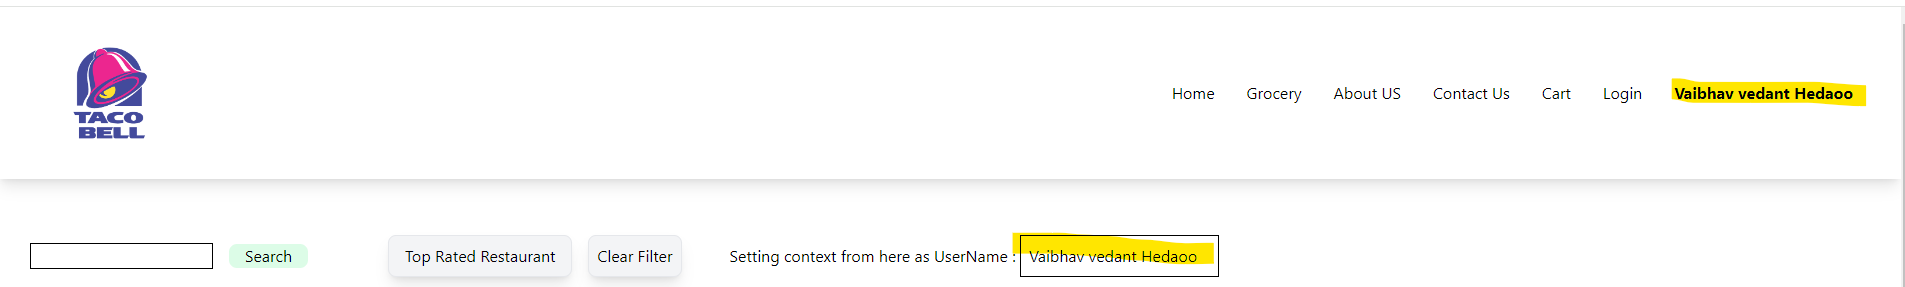 TACO
BELL
Home Grocery About US Contact Us Cart Login Vaibhav vedant Hedaoo
Search Top Rated Restaurant Clear Filter Setting context from here as UserName : Vaibhav vedant Hedaoo